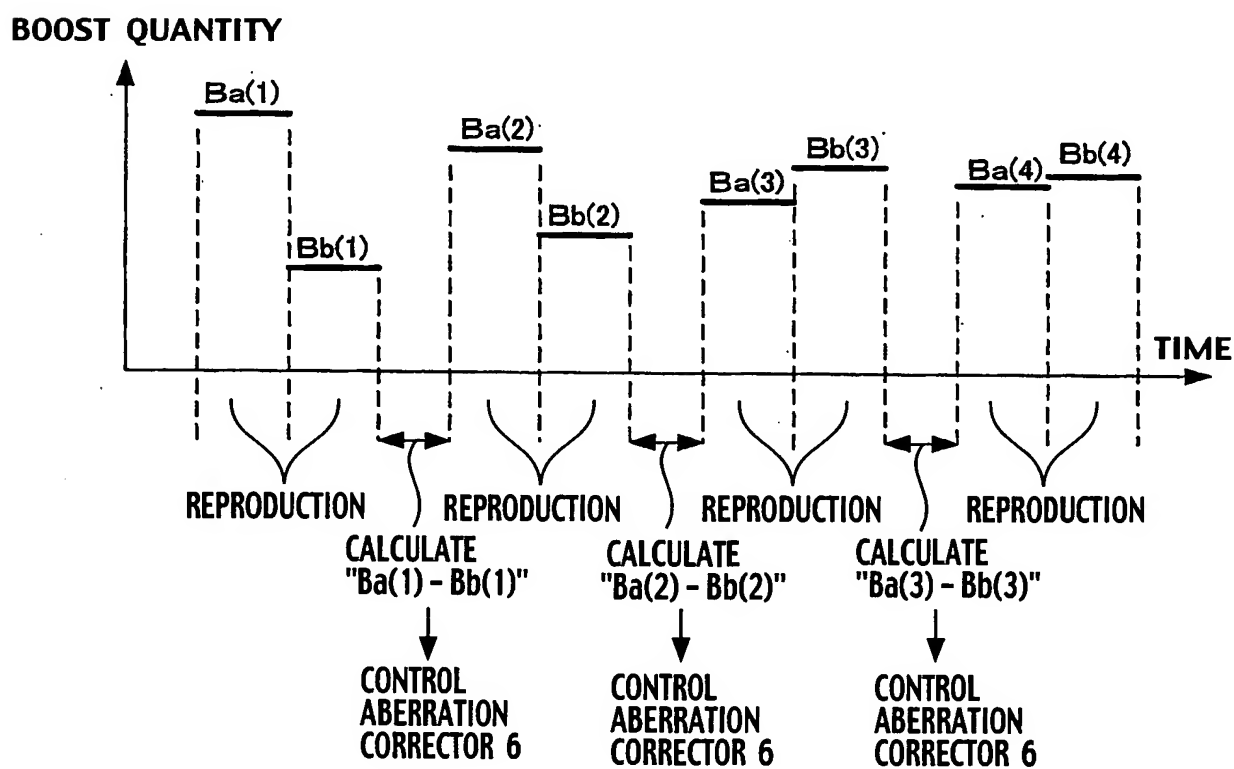 BOOST QUANTITY
Ba(1)
Bb(1)
Ba(2)
Bb(2)
Ba(3)
Bb(3)
Ba(4)
Bb(4)
TIME
REPRODUCTION
REPRODUCTION
REPRODUCTION
REPRODUCTION
CALCULATE
"Ba(1) – Bb(1)"
CONTROL
ABERRATION
CORRECTOR 6
CALCULATE
"Ba(2) – Bb(2)"
CONTROL
ABERRATION
CORRECTOR 6
CALCULATE
"Ba(3) – Bb(3)"
CONTROL
ABERRATION
CORRECTOR 6